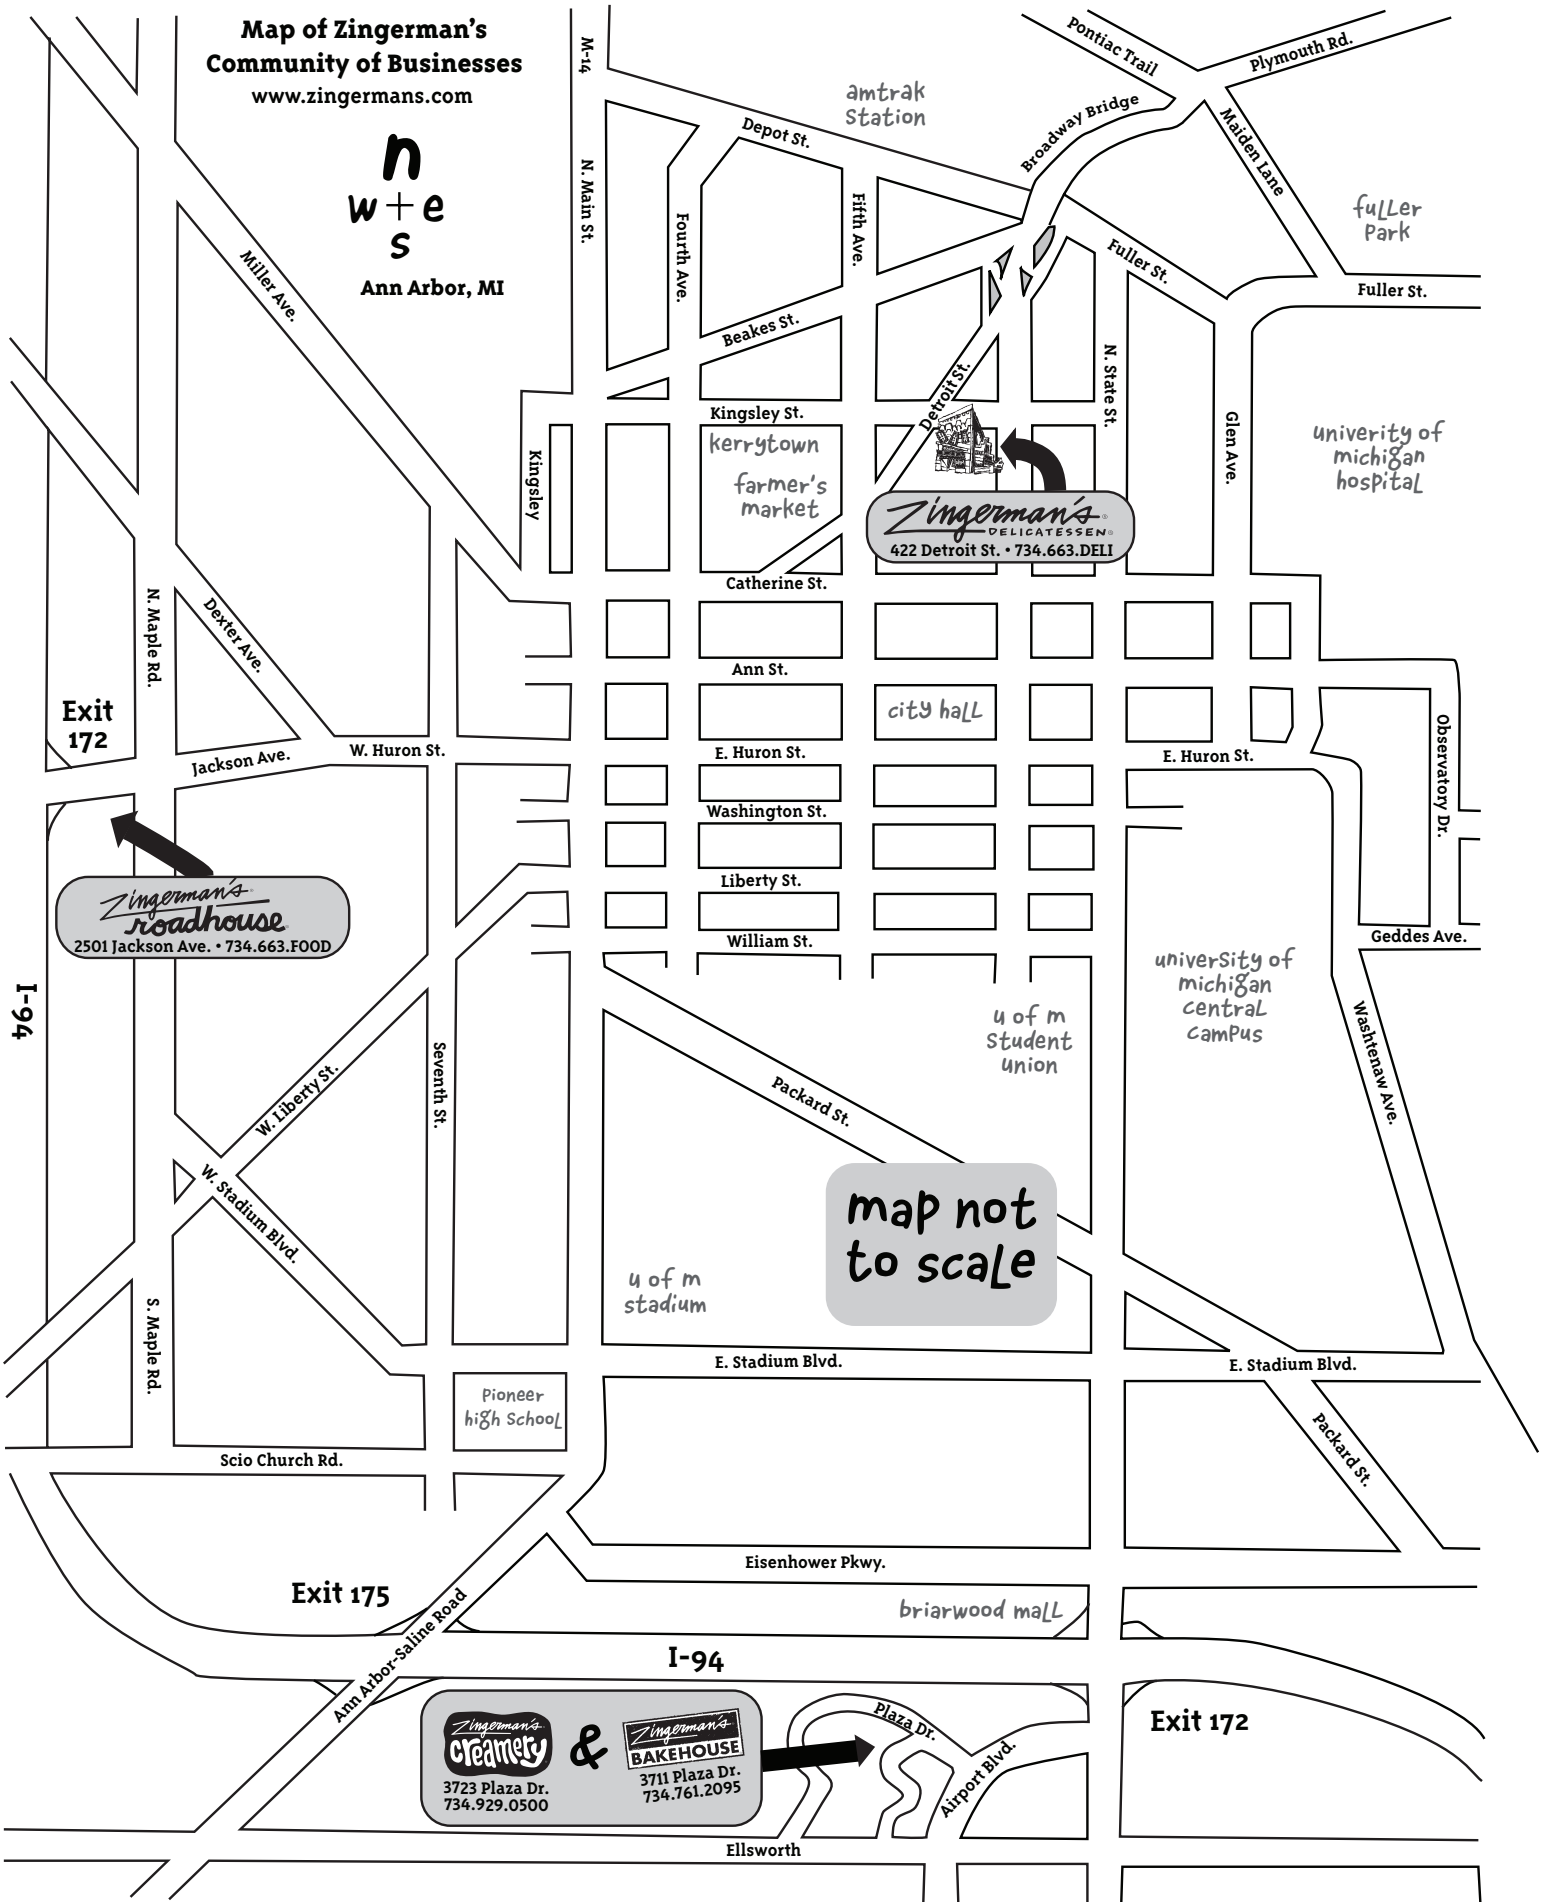 Map of Zingerman's
Community of Businesses
www.zingermans.com
n
w + e
s
Ann Arbor, MI
M-14
N. Main St.
amtrak
Station
Depot St.
Pontiac Trail
Plymouth Rd.
Broadway Bridge
Maiden Lane
fuller
Park
Fuller St.
Fuller St.
Miller Ave.
Fourth Ave.
Fifth Ave.
Beakes St.
Detroit St.
N. State St.
Glen Ave.
Kingsley St.
kerrytown
farmer's
market
Kingsley
univerity of
michigan
hospital
Zingerman's
DELICATESSEN
422 Detroit St. • 734.663.DELI
Catherine St.
N. Maple Rd.
Dexter Ave.
Ann St.
Exit
172
city hall
Observatory Dr.
Jackson Ave.
W. Huron St.
E. Huron St.
E. Huron St.
Washington St.
Liberty St.
Zingerman's
roadhouse
2501 Jackson Ave. • 734.663.FOOD
William St.
Geddes Ave.
I-94
university of
michigan
central
campus
u of m
Student
union
Washtenaw Ave.
Seventh St.
W. Liberty St.
Packard St.
W. Stadium Blvd.
map not
to scale
u of m
stadium
S. Maple Rd.
E. Stadium Blvd.
E. Stadium Blvd.
Pioneer
high School
Packard St.
Scio Church Rd.
Eisenhower Pkwy.
Exit 175
briarwood mall
Ann Arbor-Saline Road
I-94
Exit 172
Zingerman's
creamery
3723 Plaza Dr.
734.929.0500
&
Zingerman's
BAKEHOUSE
3711 Plaza Dr.
734.761.2095
Plaza Dr.
Airport Blvd.
Ellsworth